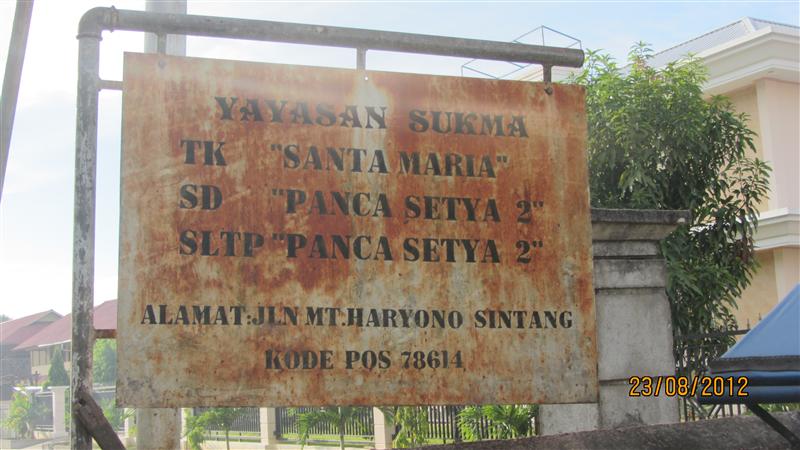 YAYASAN SUKMA
TK "SANTA MARIA"
SD "PANCA SETYA 2"
SLTP "PANCA SETYA 2"
ALAMAT:JLN MT.HARYONO SINTANG
KODE POS 78614
23/08/2012